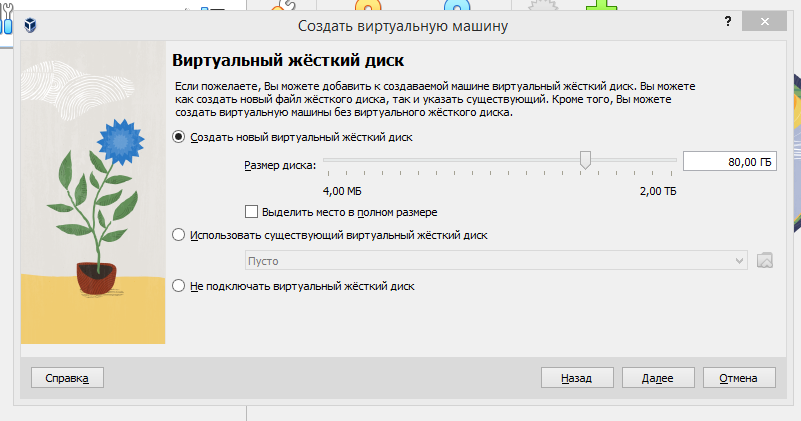 Создать виртуальную машину
?
Виртуальный жёсткий диск
Если пожелаете, Вы можете добавить к создаваемой машине виртуальный жёсткий диск. Вы можете
как создать новый файл жёсткого диска, так и указать существующий. Кроме того, Вы можете
создать виртуальную машину без виртуального жёсткого диска.
Создать новый виртуальный жёсткий диск
Размер диска:
80,00 ГБ
4,00 МБ
2,00 ТБ
Выделить место в полном размере
Использовать существующий виртуальный жёсткий диск
Пусто
Не подключать виртуальный жёсткий диск
Справка
Назад
Далее
Отмена